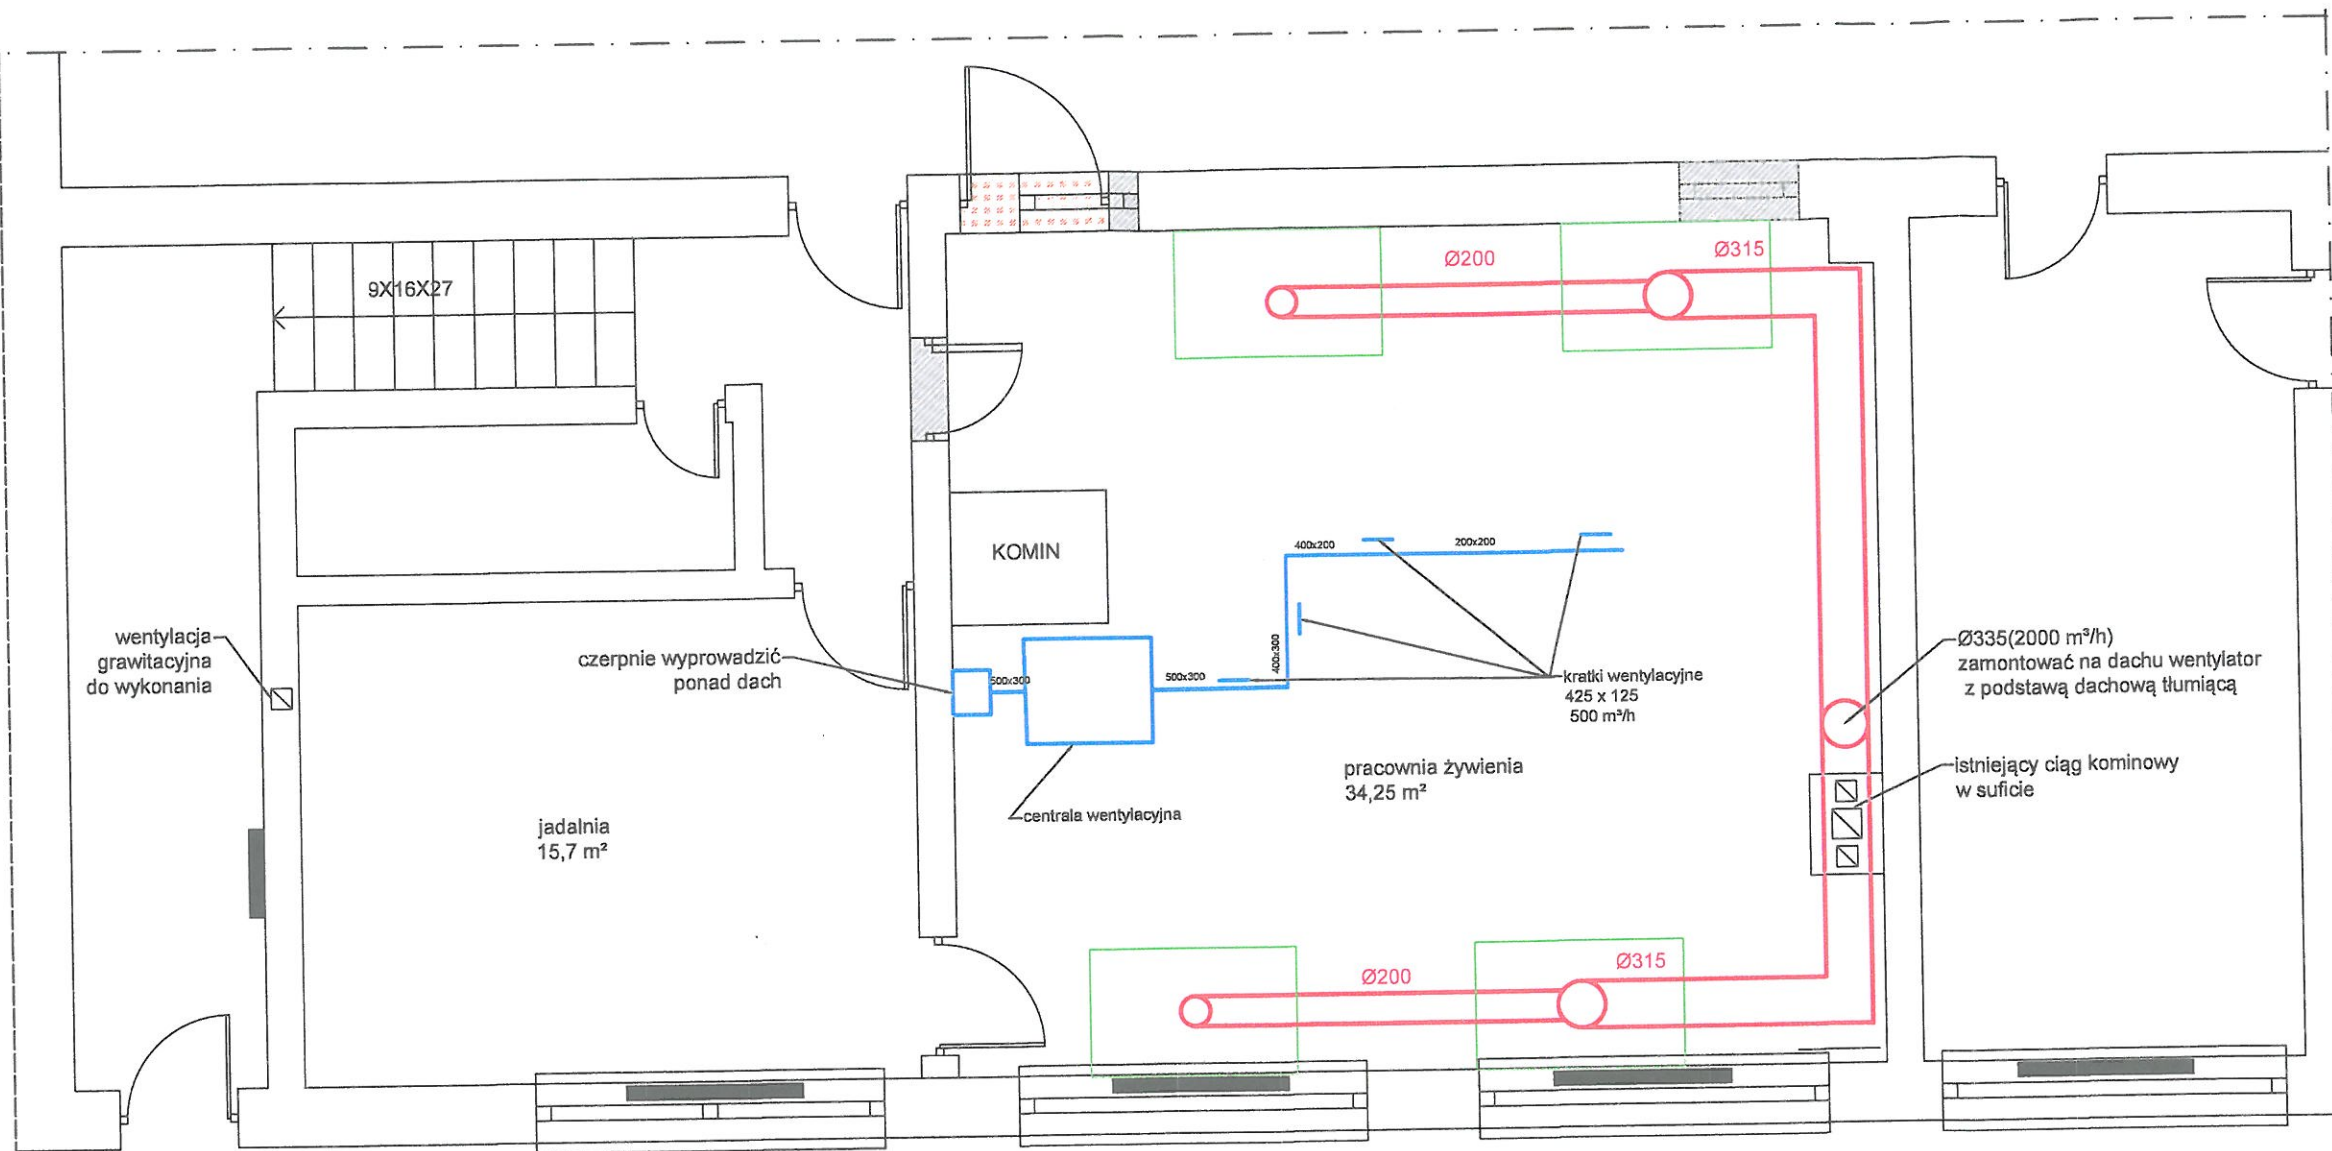 Ø200
Ø315
9X16X27
KOMIN
400x200
200x200
400x300
wentylacja
grawitacyjna
do wykonania
czerpnie wyprowadzić
ponad dach
500x300
500x300
kratki wentylacyjne
425 x 125
500 m³/h
Ø335(2000 m³/h)
zamontować na dachu wentylator
z podstawą dachową tłumiącą
istniejący ciąg kominowy
w suficie
pracownia żywienia
34,25 m²
centrala wentylacyjna
jadalnia
15,7 m²
Ø200
Ø315